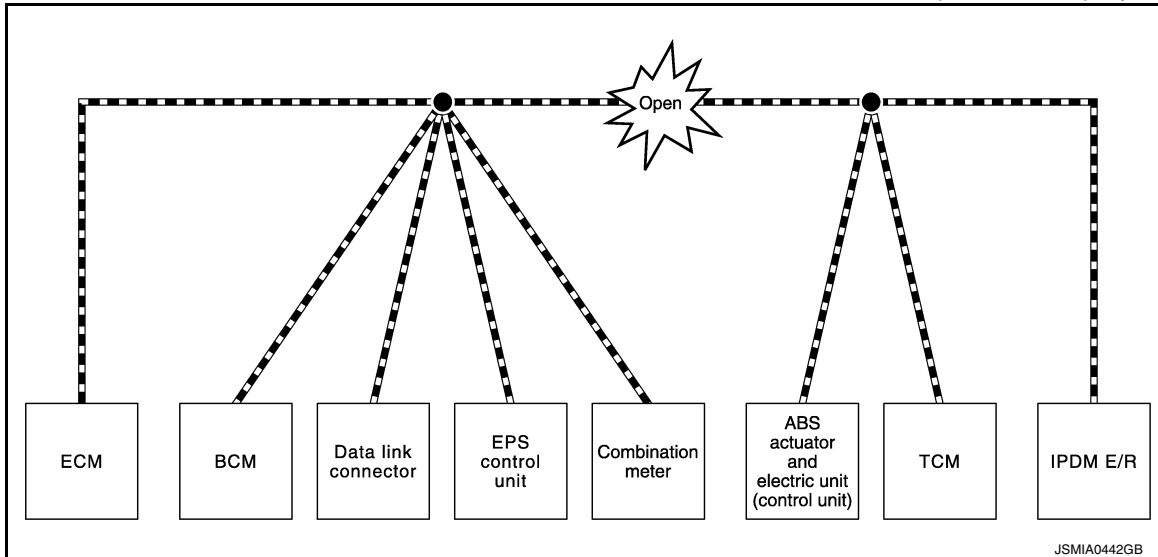 Open
ECM
BCM
Data link
connector
EPS
control
unit
Combination
meter
ABS
actuator
and
electric unit
(control unit)
TCM
IPDM E/R
JSMIA0442GB